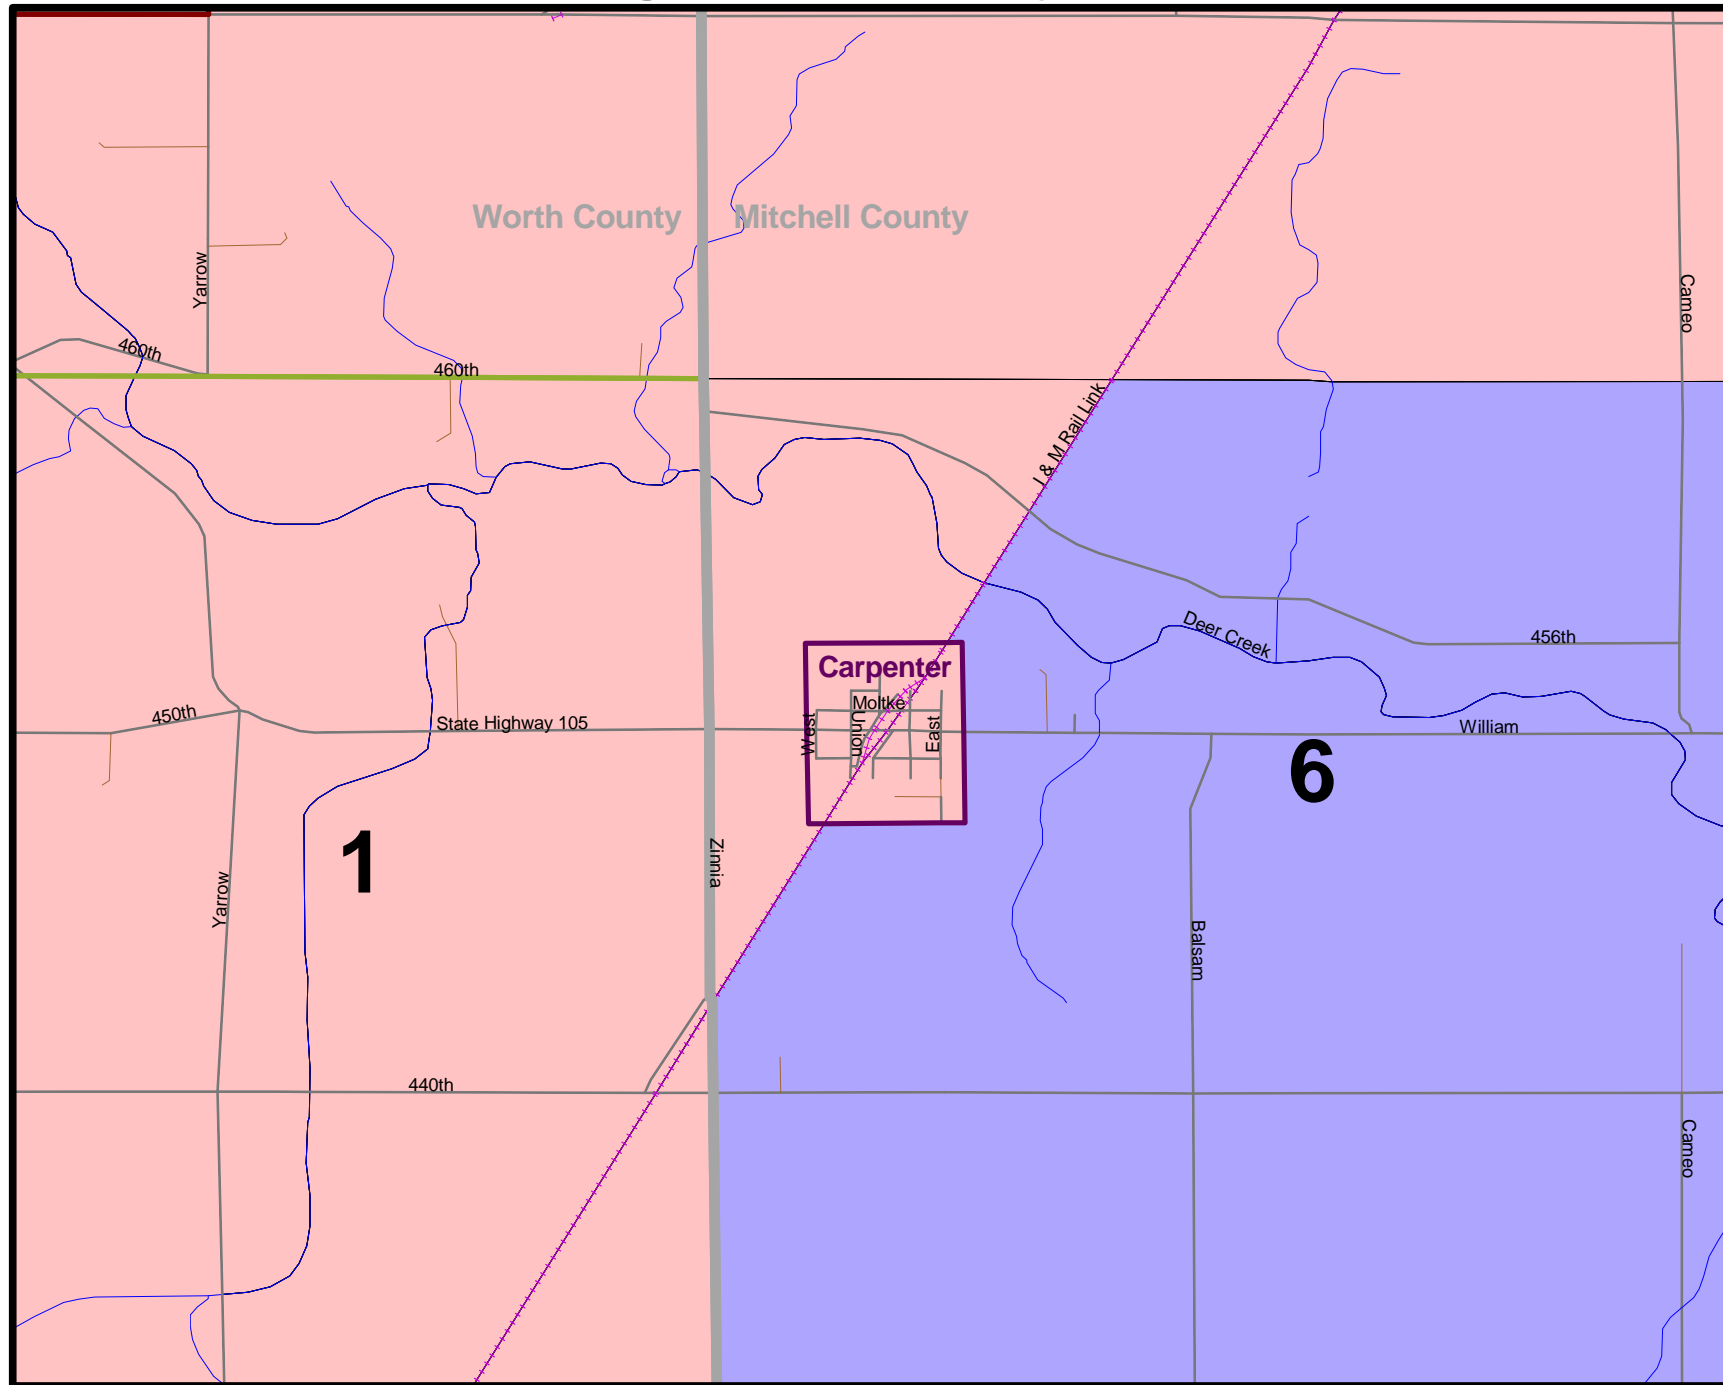 Worth County
Mitchell County
Yarrow
Cameo
460th
460th
I & M Rail Link
Deer Creek
456th
Carpenter
Moltke
West
Union
East
450th
State Highway 105
William
6
1
Zinnia
Yarrow
Balsam
440th
Cameo